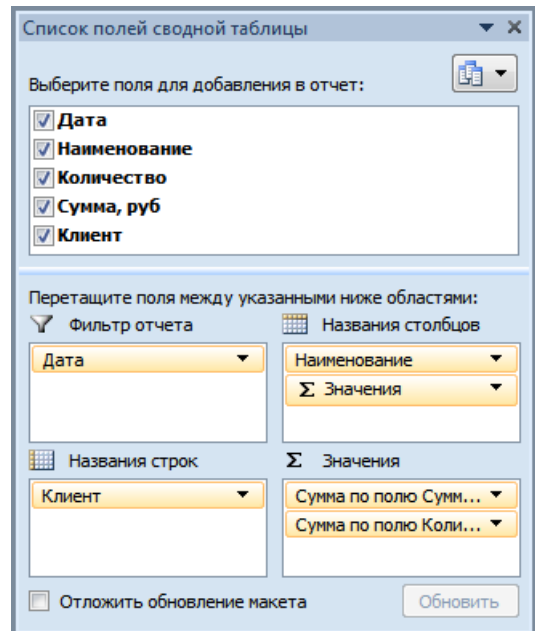 Список полей сводной таблицы
Выберите поля для добавления в отчет:
Дата
Наименование
Количество
Сумма, руб
Клиент
Перетащите поля между указанными ниже областями:
Фильтр отчета
Названия столбцов
Дата
Наименование
Σ Значения
Названия строк
Σ Значения
Клиент
Сумма по полю Сумм...
Сумма по полю Коли...
Отложить обновление макета
Обновить